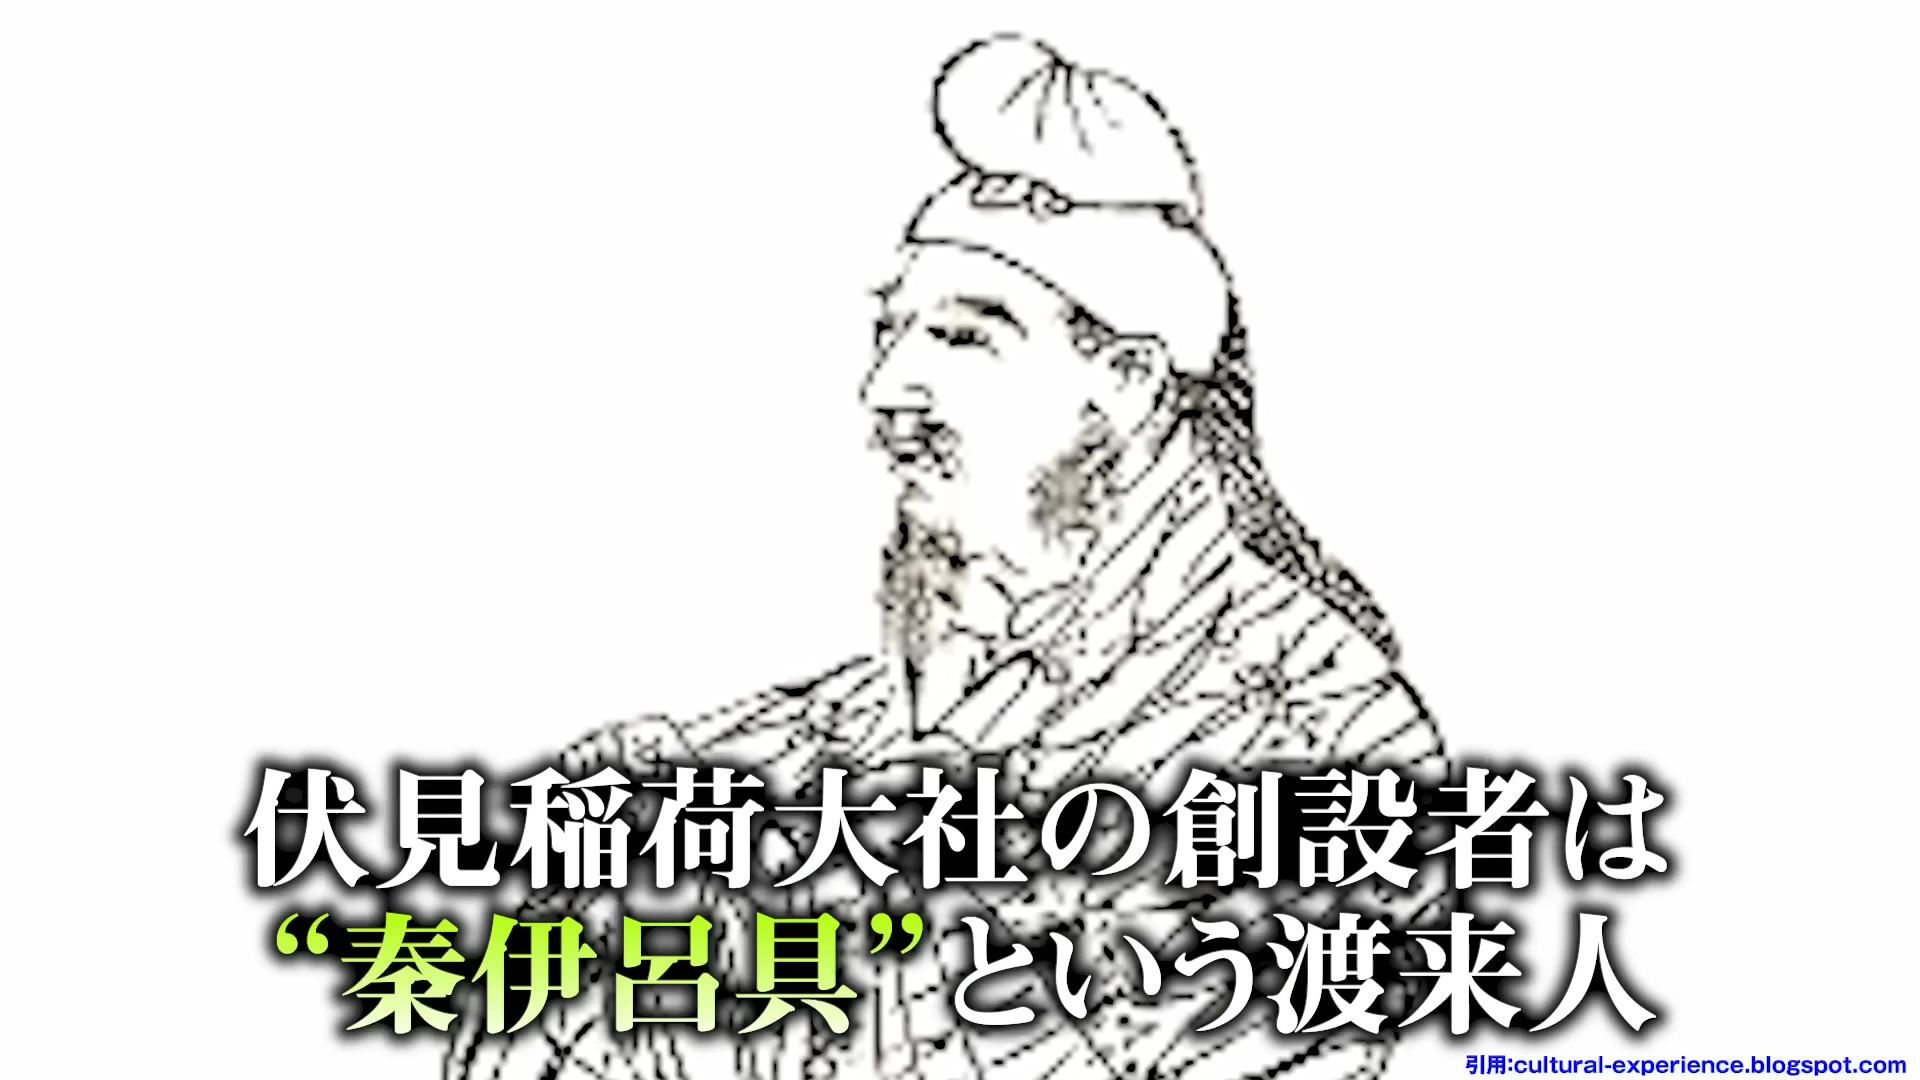 伏見稲荷大社の創設者は
“秦伊呂具”という渡来人
引用:cultural-experience.blogspot.com